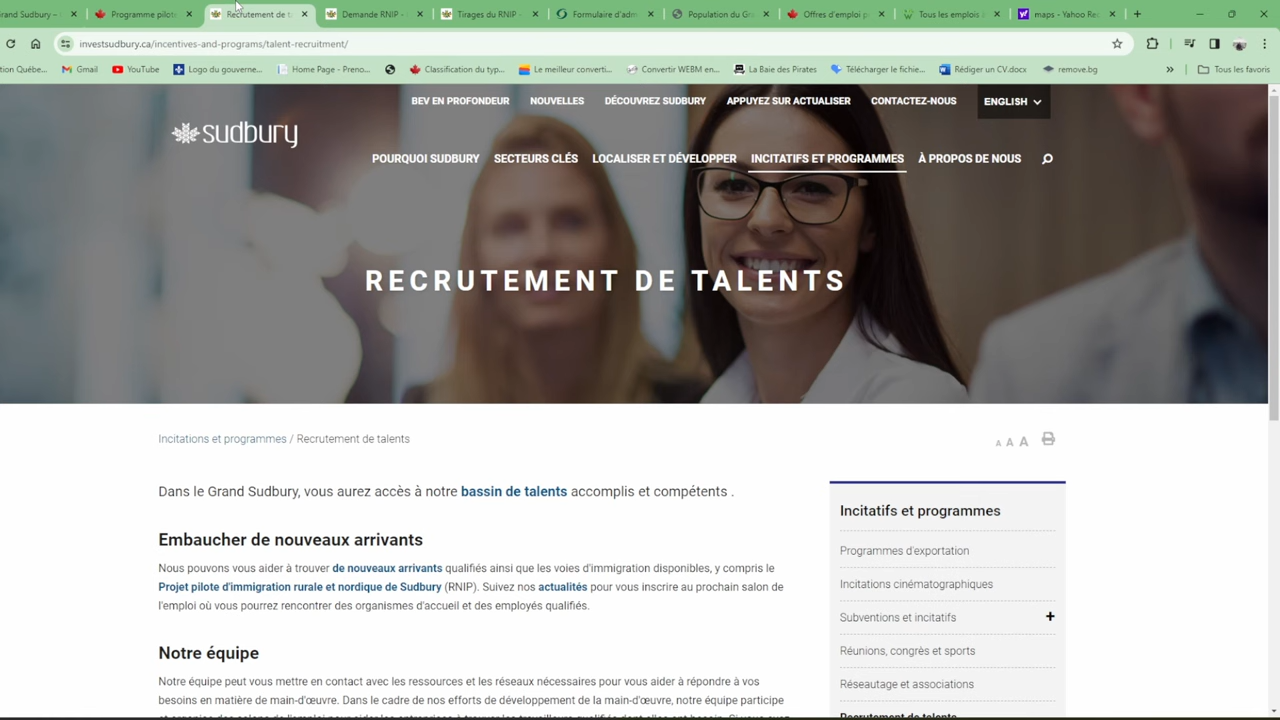 rand Sudbury –
Programme pilote
Recrutement de ta
Demande RNIP -
Tirages du RNIP -
Formulaire d'adm
Population du Gr
Offres d'emploi p
Tous les emplois à
maps - Yahoo Re
investsudbury.ca/incentives-and-programs/talent-recruitment/
tion Québe...
Gmail
YouTube
Logo du gouverne...
Home Page - Preno...
Classification du typ...
Le meilleur converti...
Convertir WEBM en...
La Baie des Pirates
Télécharger le fichie...
Rédiger un CV.docx
remove.bg
»
Tous les favoris
BEV EN PROFONDEUR NOUVELLES DÉCOUVREZ SUDBURY APPUYEZ SUR ACTUALISER CONTACTEZ-NOUS ENGLISH
sudbury
POURQUOI SUDBURY SECTEURS CLÉS LOCALISER ET DÉVELOPPER INCITATIFS ET PROGRAMMES À PROPOS DE NOUS
RECRUTEMENT DE TALENTS
Incitations et programmes / Recrutement de talents
A A A
Dans le Grand Sudbury, vous aurez accès à notre bassin de talents accomplis et compétents .
Embaucher de nouveaux arrivants
Nous pouvons vous aider à trouver de nouveaux arrivants qualifiés ainsi que les voies d'immigration disponibles, y compris le
Projet pilote d'immigration rurale et nordique de Sudbury (RNIP). Suivez nos actualités pour vous inscrire au prochain salon de
l'emploi où vous pourrez rencontrer des organismes d'accueil et des employés qualifiés.
Notre équipe
Notre équipe peut vous mettre en contact avec les ressources et les réseaux nécessaires pour vous aider à répondre à vos
besoins en matière de main-d'œuvre. Dans le cadre de nos efforts de développement de la main-d'œuvre, notre équipe participe
Incitatifs et programmes
Programmes d'exportation
Incitations cinématographiques
Subventions et incitatifs +
Réunions, congrès et sports
Réseautage et associations
Recrutement de talents